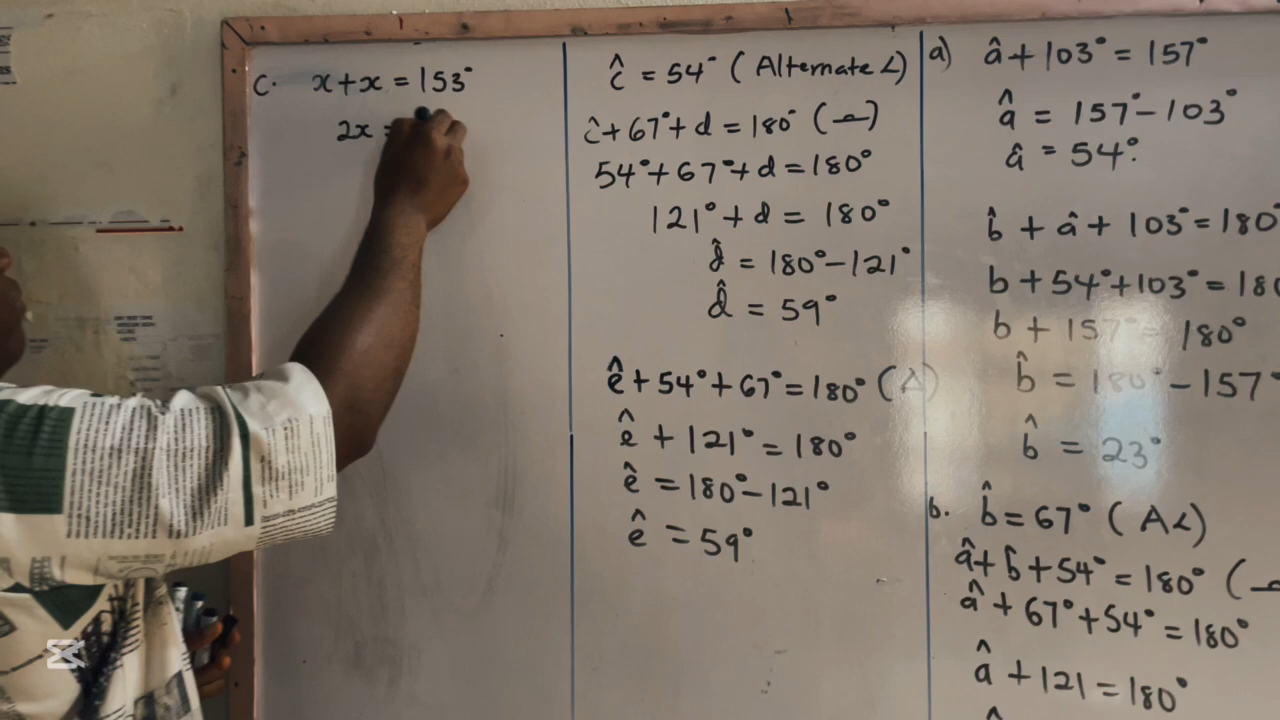 c. x+x = 153°
2x =
ĉ = 54° (Alternate ∠)
ĉ+67°+d = 180°
54°+67°+d = 180°
121°+d = 180°
d̂ = 180°-121°
d̂ = 59°
ê+54°+67° = 180° (Δ)
ê + 121° = 180°
ê = 180°-121°
ê = 59°
a) â+103° = 157°
â = 157°-103°
â = 54°.
b̂ + â + 103° = 180°
b+54°+103° = 180
b + 157° = 180°
b̂ = 180°-157°
b̂ = 23°
b. b̂ = 67° (A∠)
â+b̂+54° = 180°
â+67°+54° = 180°
â + 121 = 180°